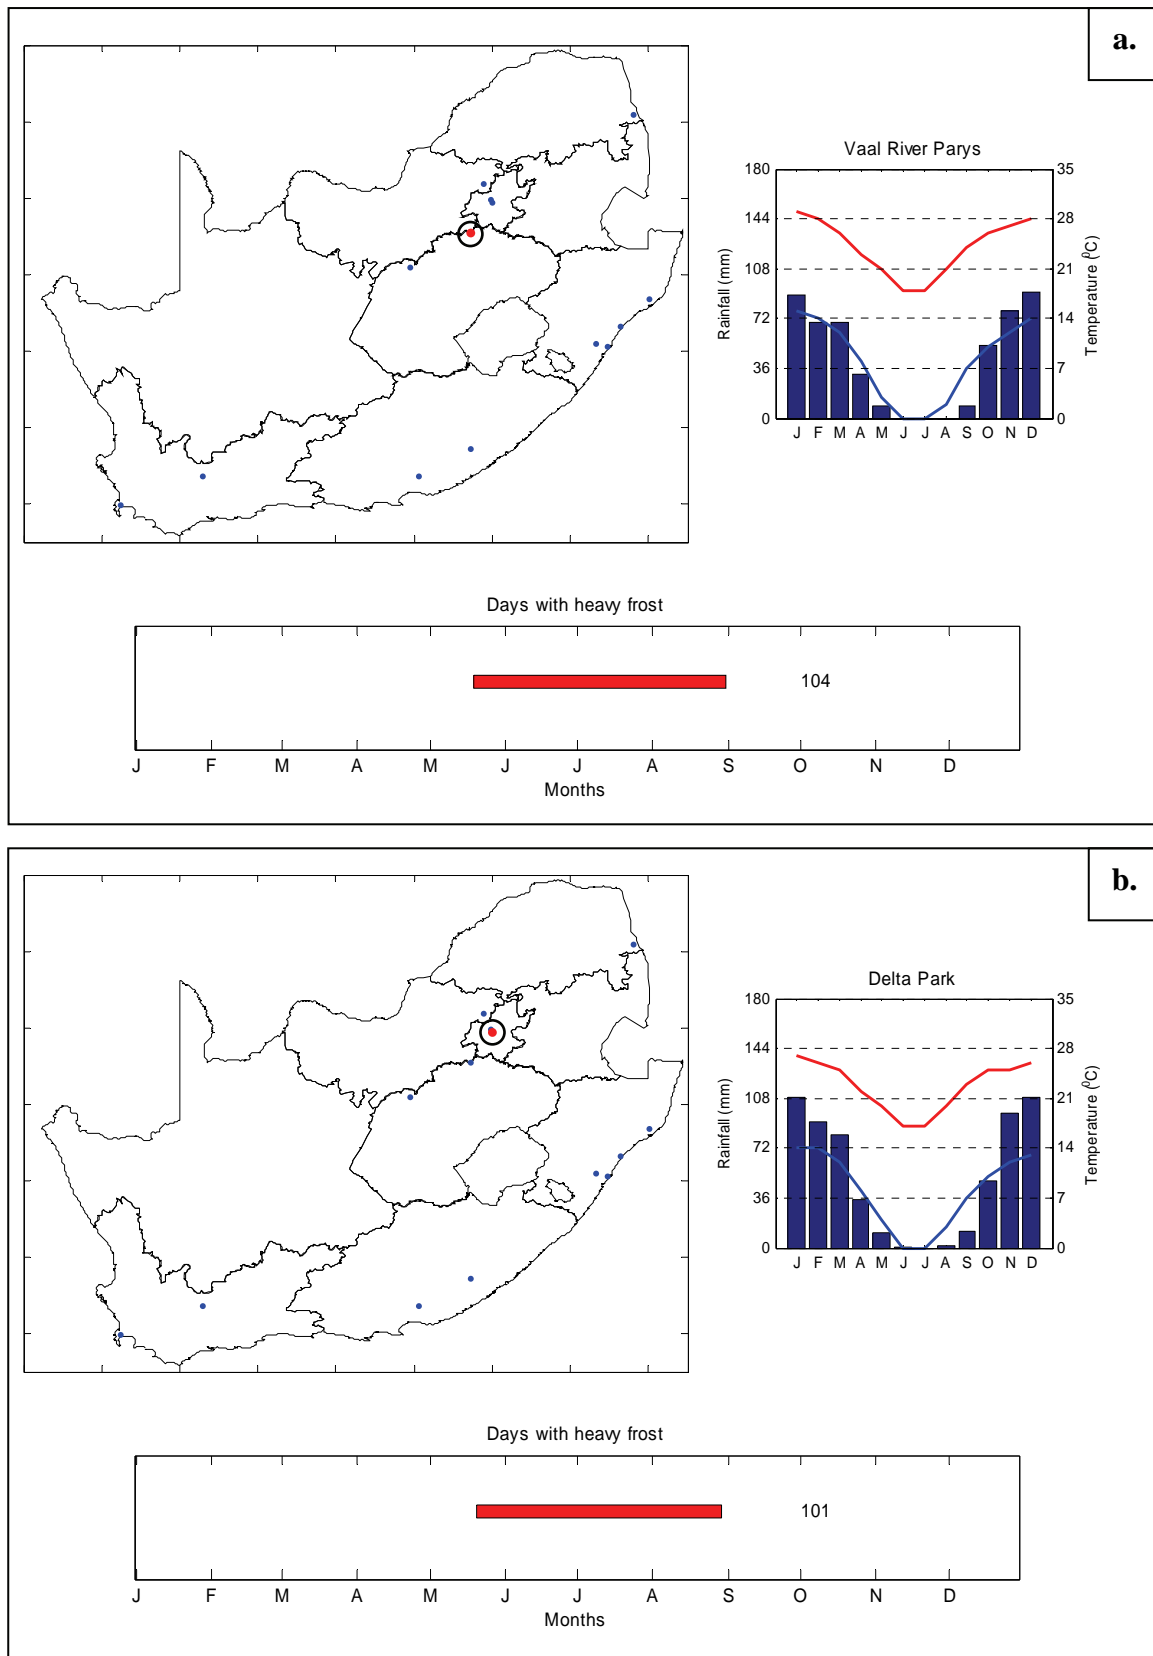 a.
Vaal River Parys
180
144
108
72
36
0
Rainfall (mm)
35
28
21
14
7
0
Temperature (⁰C)
J F M A M J J A S O N D
Days with heavy frost
104
J F M A M J J A S O N D
Months
b.
Delta Park
180
144
108
72
36
0
Rainfall (mm)
35
28
21
14
7
0
Temperature (⁰C)
J F M A M J J A S O N D
Days with heavy frost
101
J F M A M J J A S O N D
Months